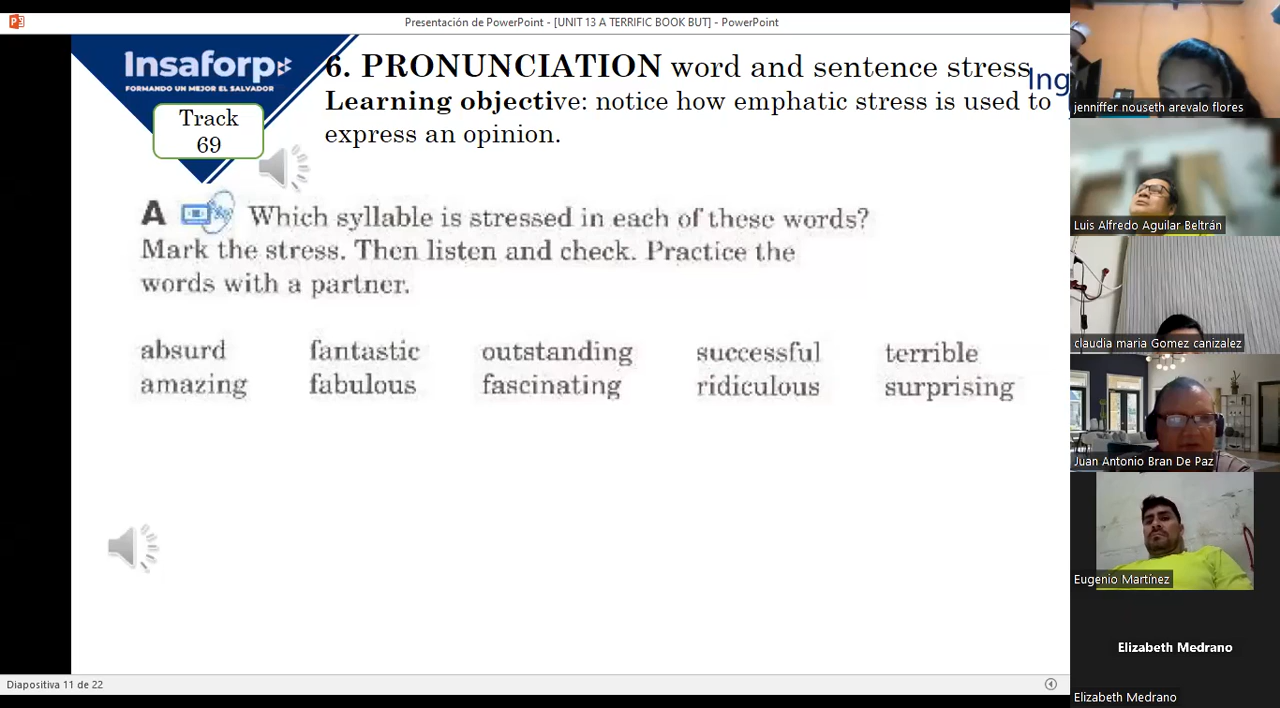 Presentación de PowerPoint - [UNIT 13 A TERRIFIC BOOK BUT] - PowerPoint
Insaforp
FORMANDO UN MEJOR EL SALVADOR
Track
69
6. PRONUNCIATION word and sentence stress
Ing
Learning objective: notice how emphatic stress is used to
express an opinion.
A Which syllable is stressed in each of these words?
Mark the stress. Then listen and check. Practice the
words with a partner.
absurd fantastic outstanding successful terrible
amazing fabulous fascinating ridiculous surprising
Diapositiva 11 de 22
jenniffer nouseth arevalo flores
Luis Alfredo Aguilar Beltrán
claudia maria Gomez canizalez
Juan Antonio Bran De Paz
Eugenio Martínez
Elizabeth Medrano
Elizabeth Medrano